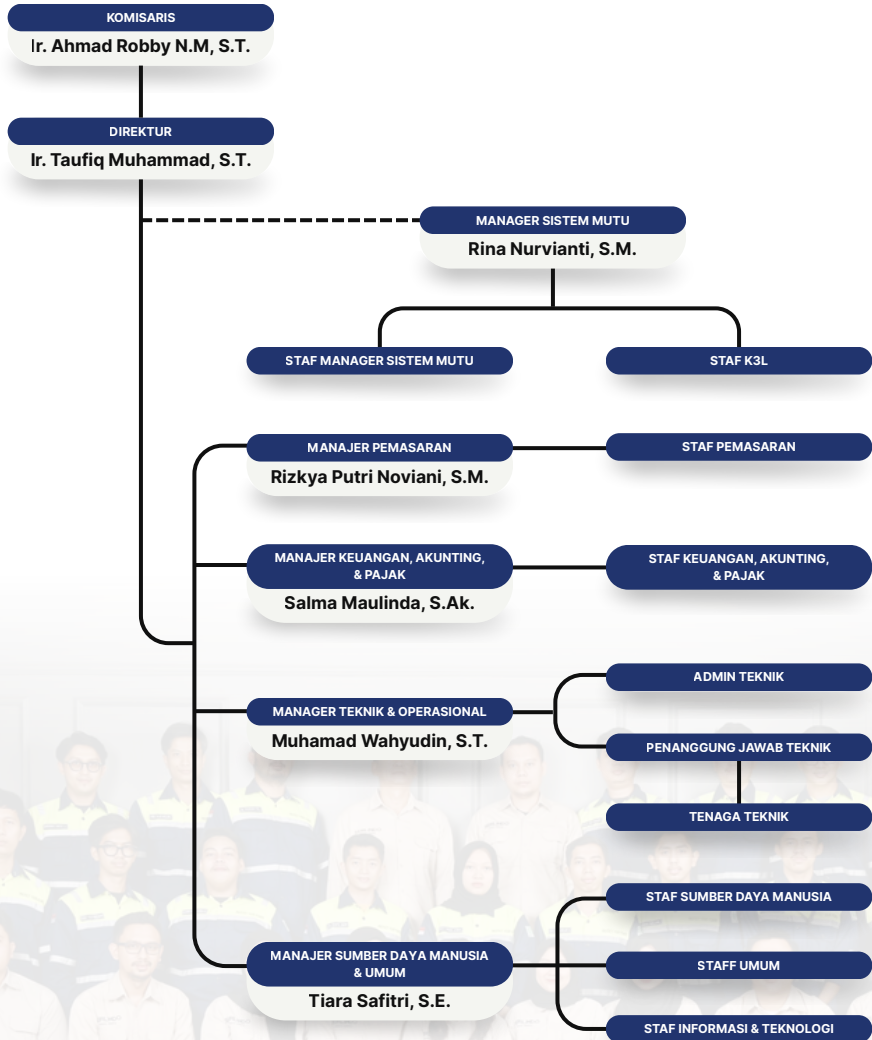 KOMISARIS
Ir. Ahmad Robby N.M, S.T.
DIREKTUR
Ir. Taufiq Muhammad, S.T.
MANAGER SISTEM MUTU
Rina Nurvianti, S.M.
STAF MANAGER SISTEM MUTU
STAF K3L
MANAJER PEMASARAN
Rizkya Putri Noviani, S.M.
STAF PEMASARAN
MANAJER KEUANGAN, AKUNTING,
& PAJAK
Salma Maulinda, S.Ak.
STAF KEUANGAN, AKUNTING,
& PAJAK
MANAGER TEKNIK & OPERASIONAL
Muhamad Wahyudin, S.T.
ADMIN TEKNIK
PENANGGUNG JAWAB TEKNIK
TENAGA TEKNIK
MANAJER SUMBER DAYA MANUSIA
& UMUM
Tiara Safitri, S.E.
STAF SUMBER DAYA MANUSIA
STAFF UMUM
STAF INFORMASI & TEKNOLOGI